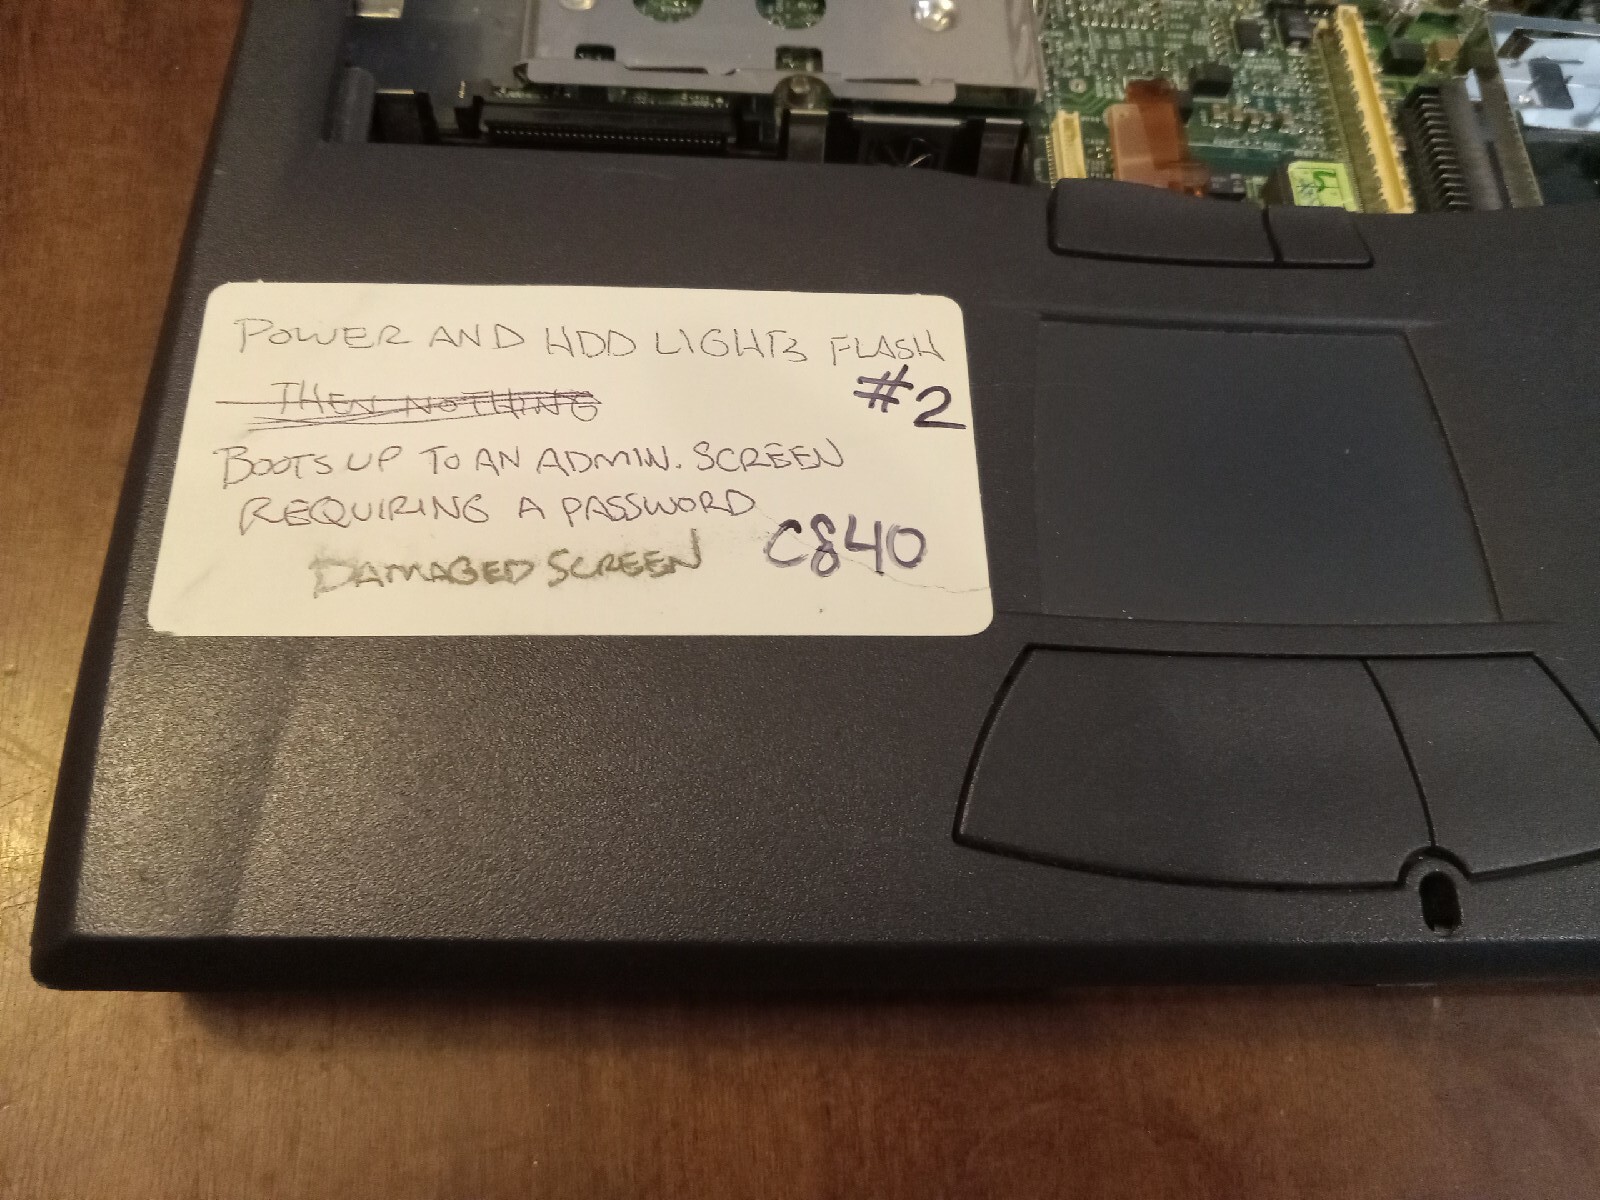 POWER AND HDD LIGHTS FLASH
THEN NOTHING
#2
BOOTS UP TO AN ADMIN. SCREEN
REQUIRING A PASSWORD
DAMAGED SCREEN C840